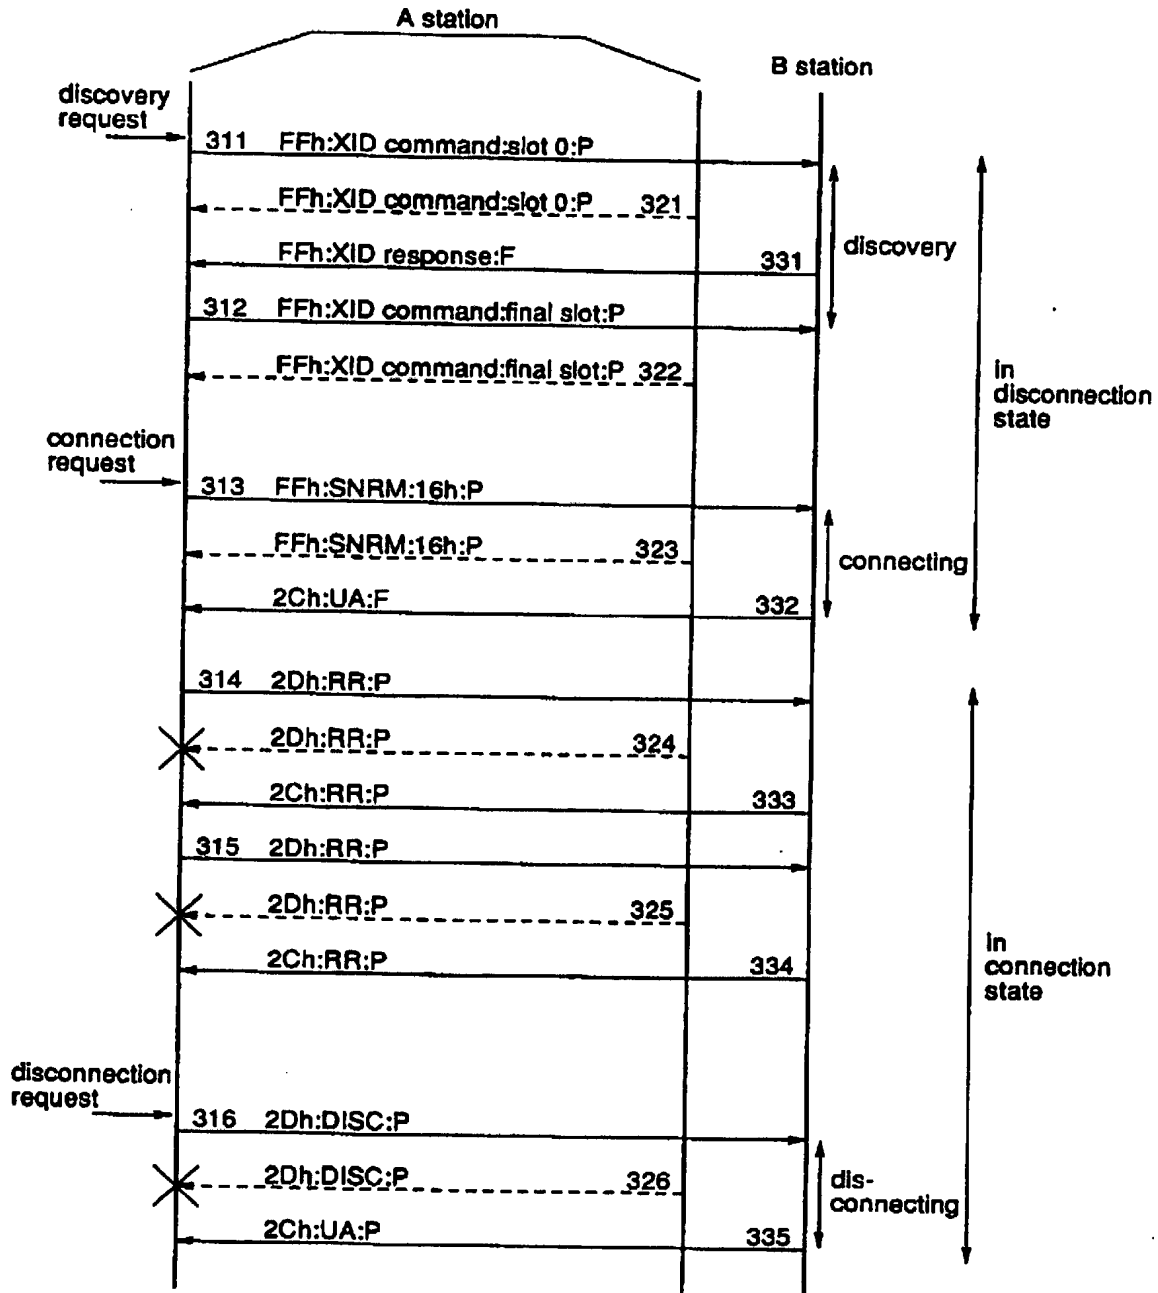 A station
B station
discovery
request
311 FFh:XID command:slot 0:P
FFh:XID command:slot 0:P 321
discovery
FFh:XID response:F 331
312 FFh:XID command:final slot:P
FFh:XID command:final slot:P 322
in
disconnection
state
connection
request
313 FFh:SNRM:16h:P
FFh:SNRM:16h:P 323
connecting
2Ch:UA:F 332
314 2Dh:RR:P
2Dh:RR:P 324
2Ch:RR:P 333
315 2Dh:RR:P
2Dh:RR:P 325
2Ch:RR:P 334
in
connection
state
disconnection
request
316 2Dh:DISC:P
2Dh:DISC:P 326
dis-
connecting
2Ch:UA:P 335